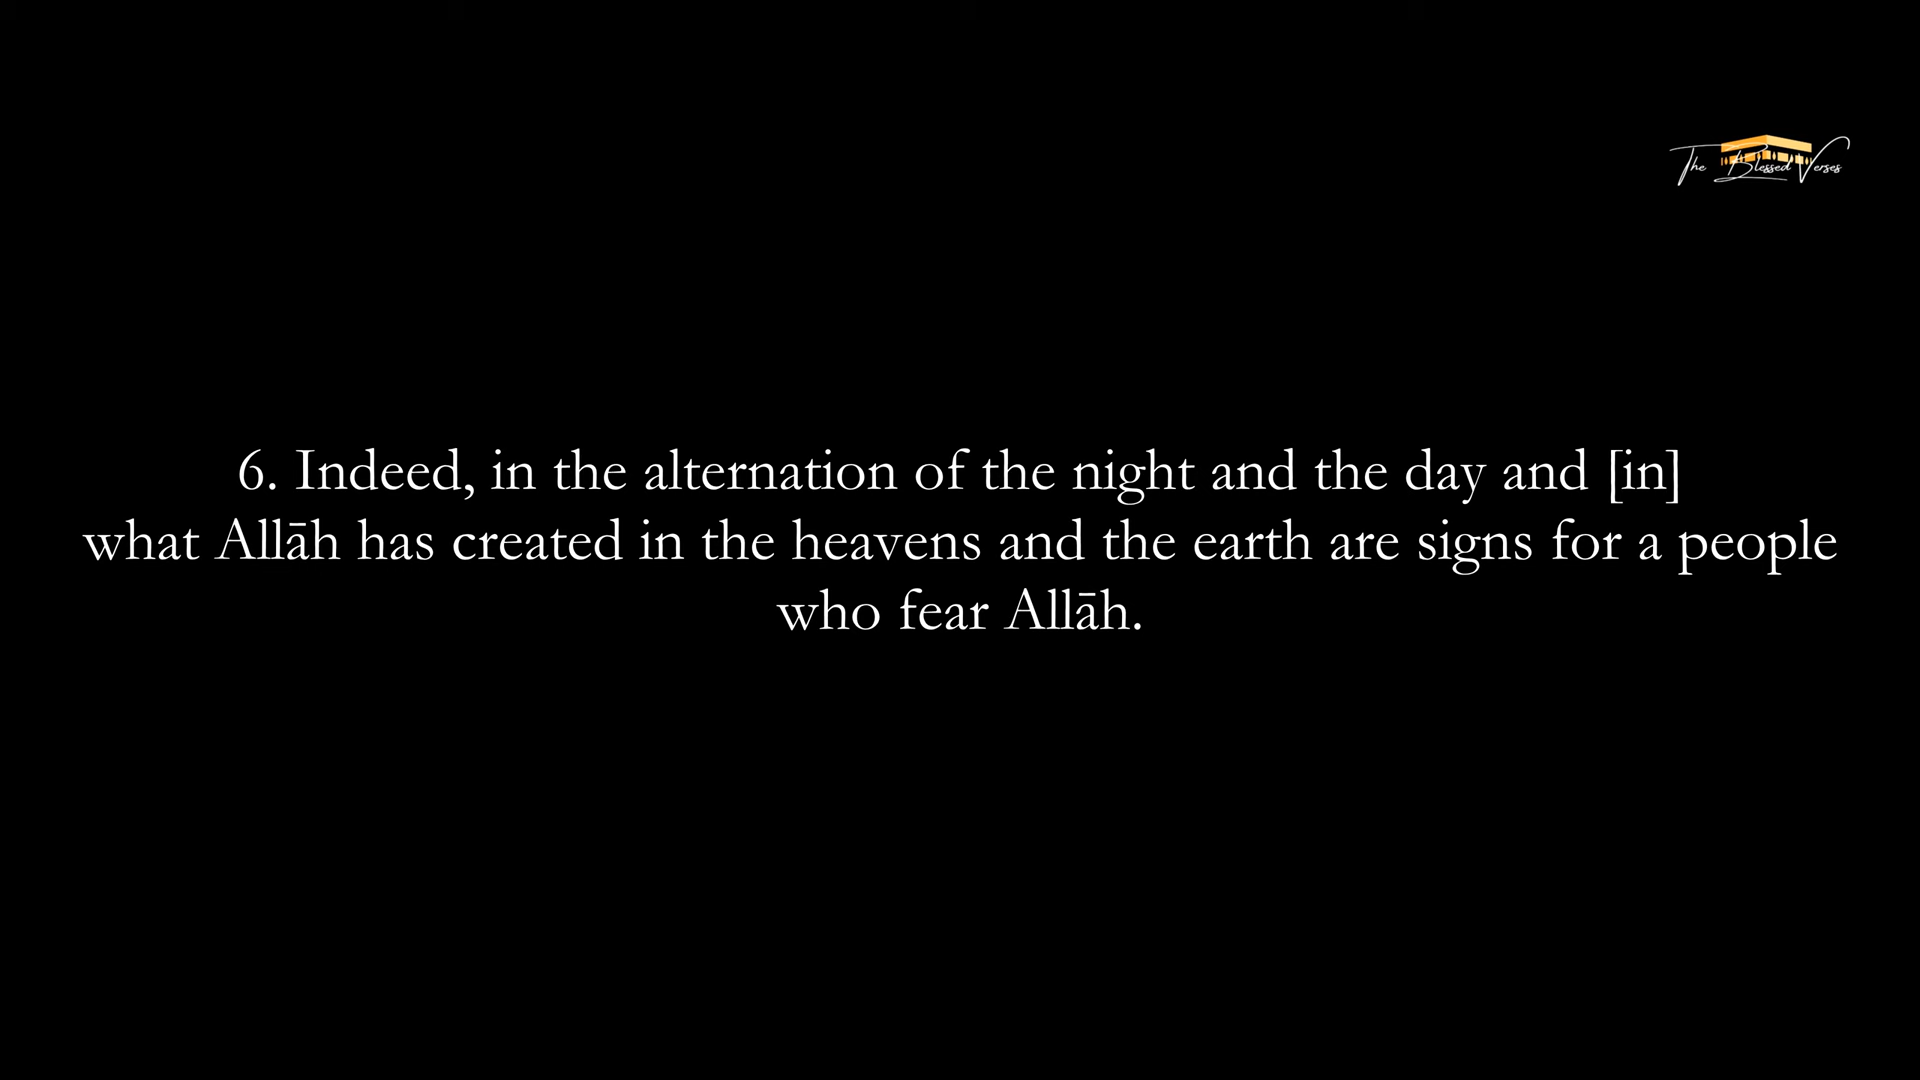 The Blessed Verses
6. Indeed, in the alternation of the night and the day and [in]
what Allāh has created in the heavens and the earth are signs for a people
who fear Allāh.